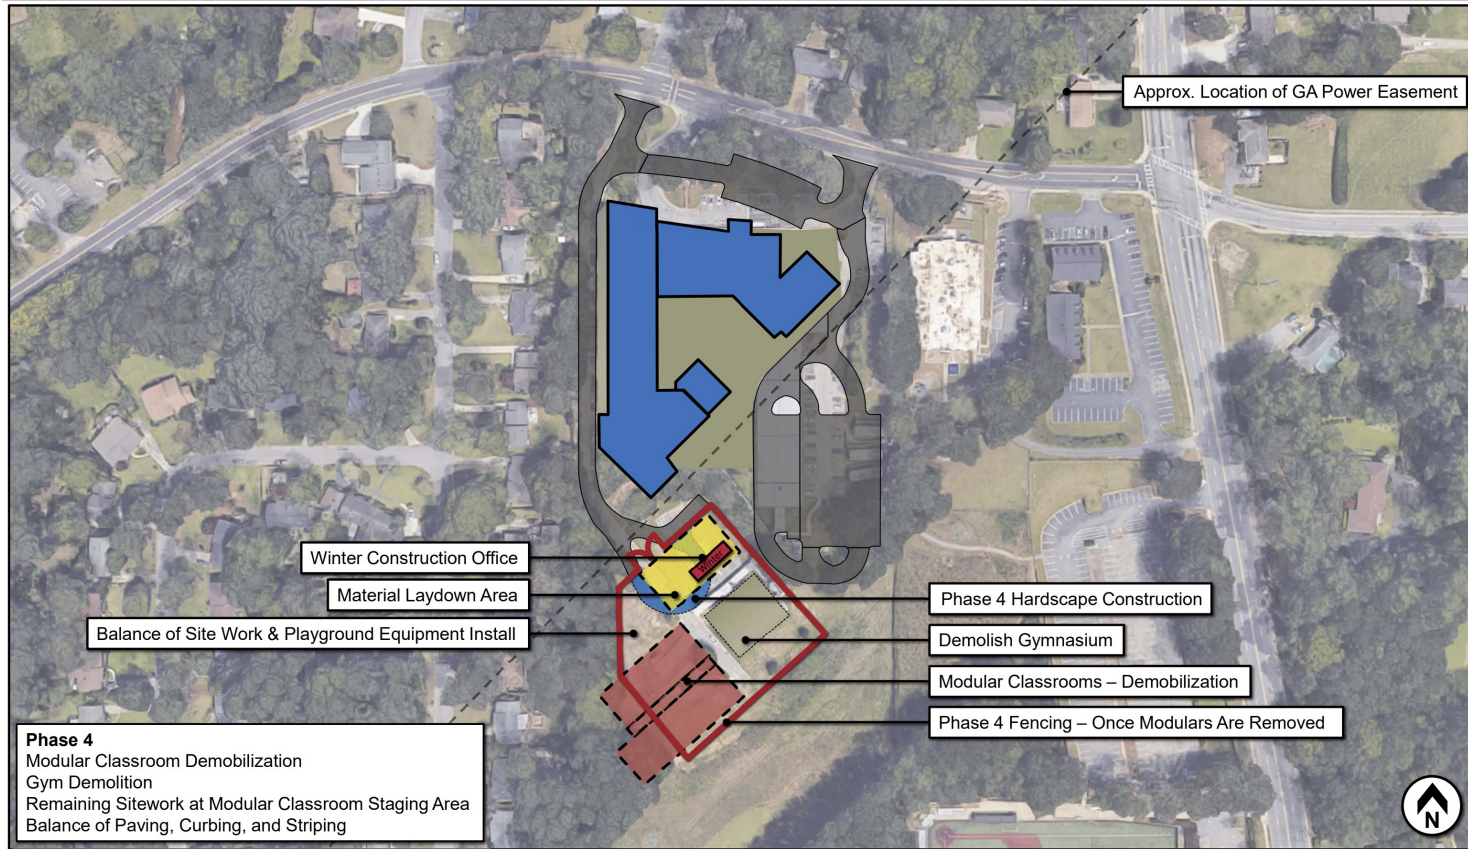 Approx. Location of GA Power Easement
Winter Construction Office
Winter
Material Laydown Area
Phase 4 Hardscape Construction
Balance of Site Work & Playground Equipment Install
Demolish Gymnasium
Modular Classrooms – Demobilization
Phase 4 Fencing – Once Modulars Are Removed
Phase 4
Modular Classroom Demobilization
Gym Demolition
Remaining Sitework at Modular Classroom Staging Area
Balance of Paving, Curbing, and Striping
N